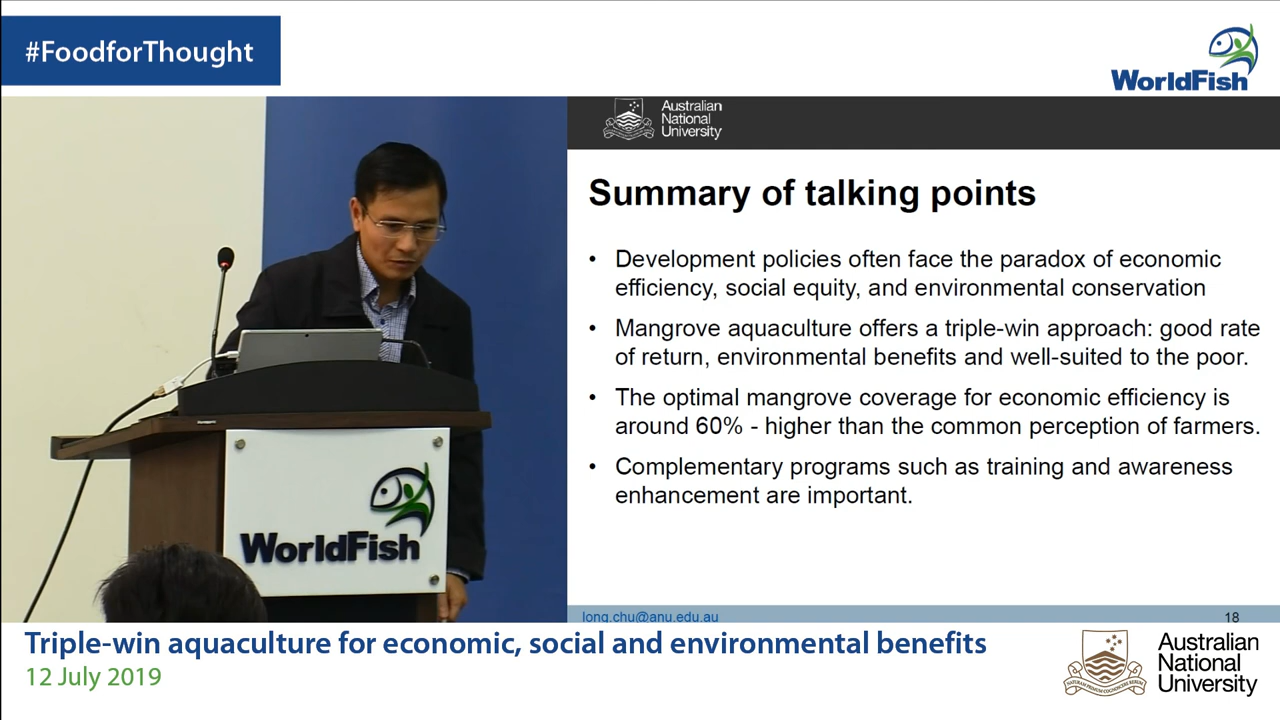 #FoodforThought
WorldFish
Australian
National
University
Summary of talking points
• Development policies often face the paradox of economic
efficiency, social equity, and environmental conservation
• Mangrove aquaculture offers a triple-win approach: good rate
of return, environmental benefits and well-suited to the poor.
• The optimal mangrove coverage for economic efficiency is
around 60% - higher than the common perception of farmers.
• Complementary programs such as training and awareness
enhancement are important.
WorldFish
long.chu@anu.edu.au
18
Triple-win aquaculture for economic, social and environmental benefits
12 July 2019
Australian
National
University